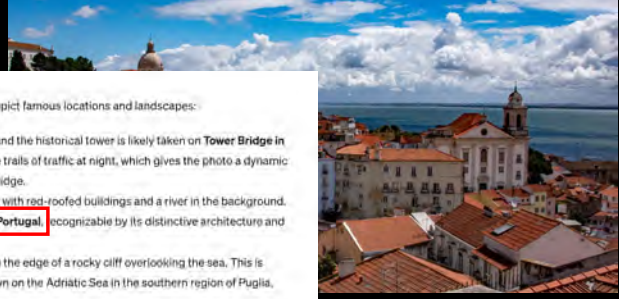 pict famous locations and landscapes:
nd the historical tower is likely taken on Tower Bridge in
trails of traffic at night, which gives the photo a dynamic
idge.
with red-roofed buildings and a river in the background.
Portugal, recognizable by its distinctive architecture and
the edge of a rocky cliff overlooking the sea. This is
wn on the Adriatic Sea in the southern region of Puglia,